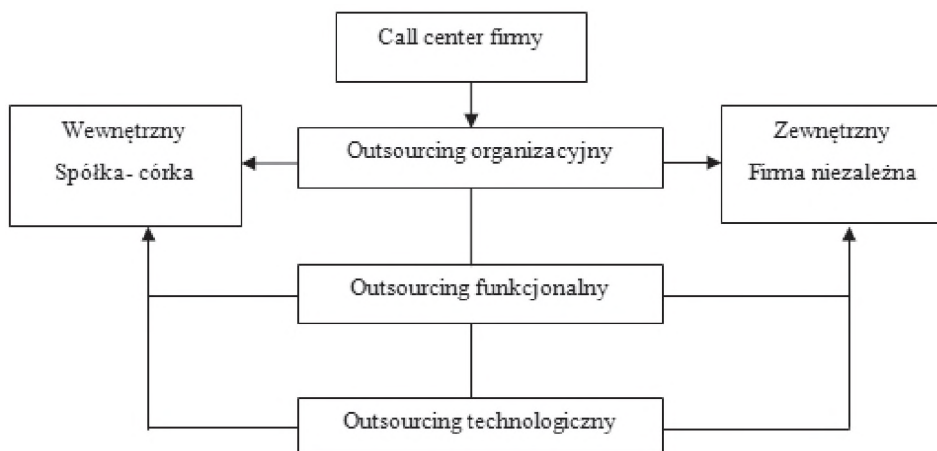 Call center firmy
Wewnętrzny
Spółka- córka
Outsourcing organizacyjny
Zewnętrzny
Firma niezależna
Outsourcing funkcjonalny
Outsourcing technologiczny